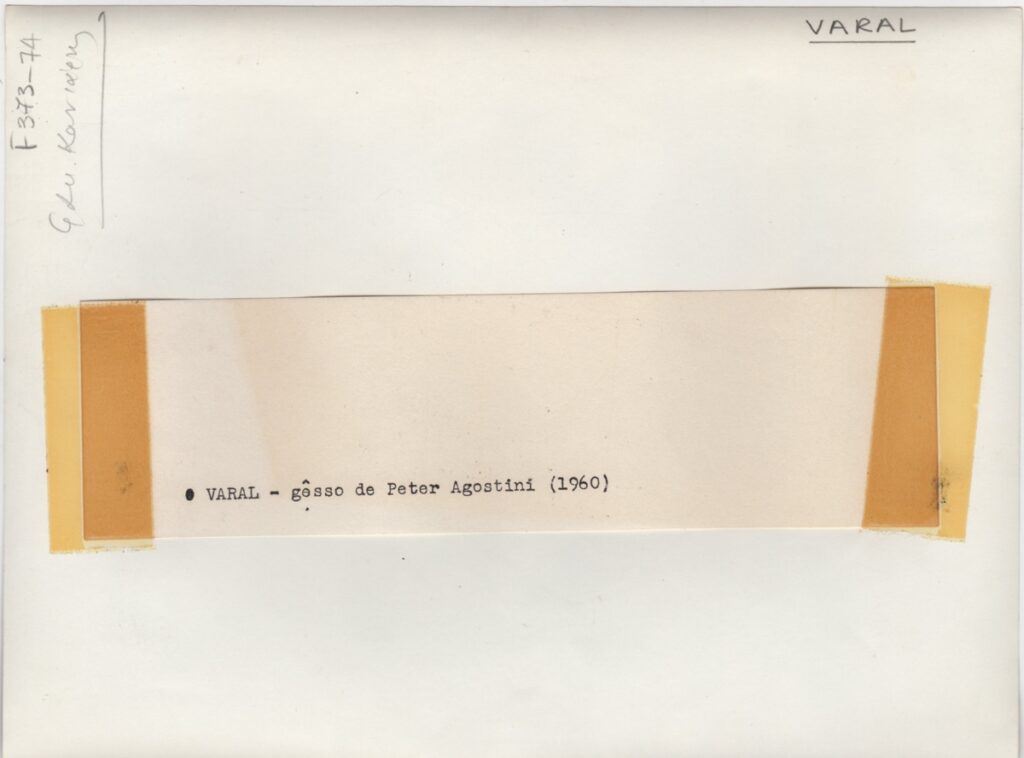 VARAL
F373-74
● VARAL - gêsso de Peter Agostini (1960)